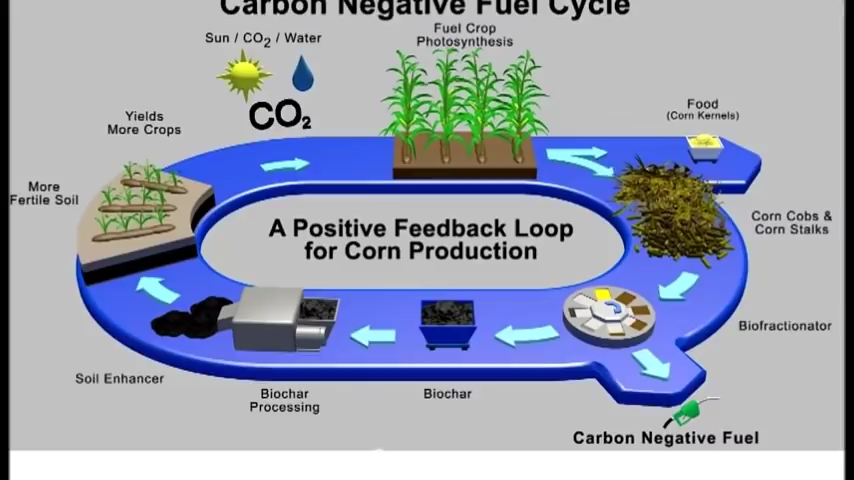 Carbon Negative Fuel Cycle
Sun / CO₂ / Water
Fuel Crop
Photosynthesis
CO₂
Food
(Corn Kernels)
Yields
More Crops
More
Fertile Soil
A Positive Feedback Loop
for Corn Production
Corn Cobs &
Corn Stalks
Biofractionator
Soil Enhancer
Biochar
Processing
Biochar
Carbon Negative Fuel